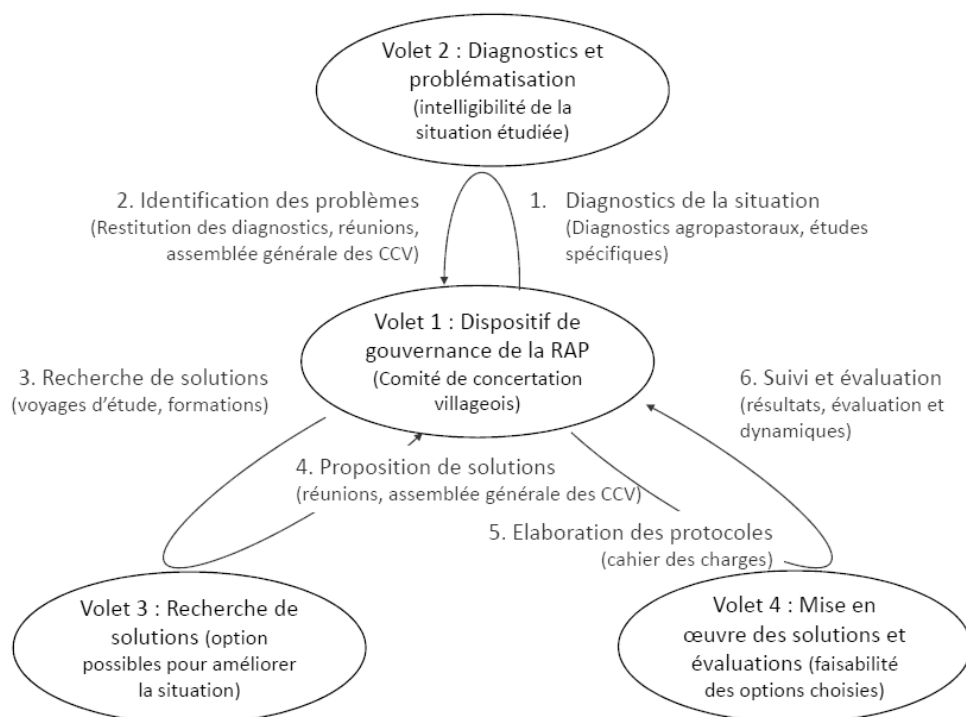 Volet 2 : Diagnostics et
problématisation
(intelligibilité de la
situation étudiée)
2. Identification des problèmes
(Restitution des diagnostics, réunions,
assemblée générale des CCV)
1. Diagnostics de la situation
(Diagnostics agropastoraux, études
spécifiques)
Volet 1 : Dispositif de
gouvernance de la RAP
(Comité de concertation
villageois)
3. Recherche de solutions
(voyages d'étude, formations)
6. Suivi et évaluation
(résultats, évaluation et
dynamiques)
4. Proposition de solutions
(réunions, assemblée générale des CCV)
5. Elaboration des protocoles
(cahier des charges)
Volet 3 : Recherche de
solutions (option
possibles pour améliorer
la situation)
Volet 4 : Mise en
œuvre des solutions et
évaluations (faisabilité
des options choisies)